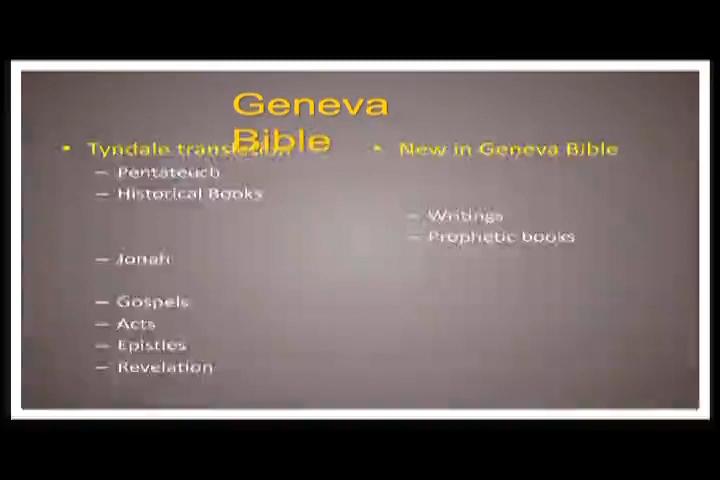 Geneva
Bible
• Tyndale translation
– Pentateuch
– Historical Books
– Jonah
– Gospels
– Acts
– Epistles
– Revelation
• New in Geneva Bible
– Writings
– Prophetic books